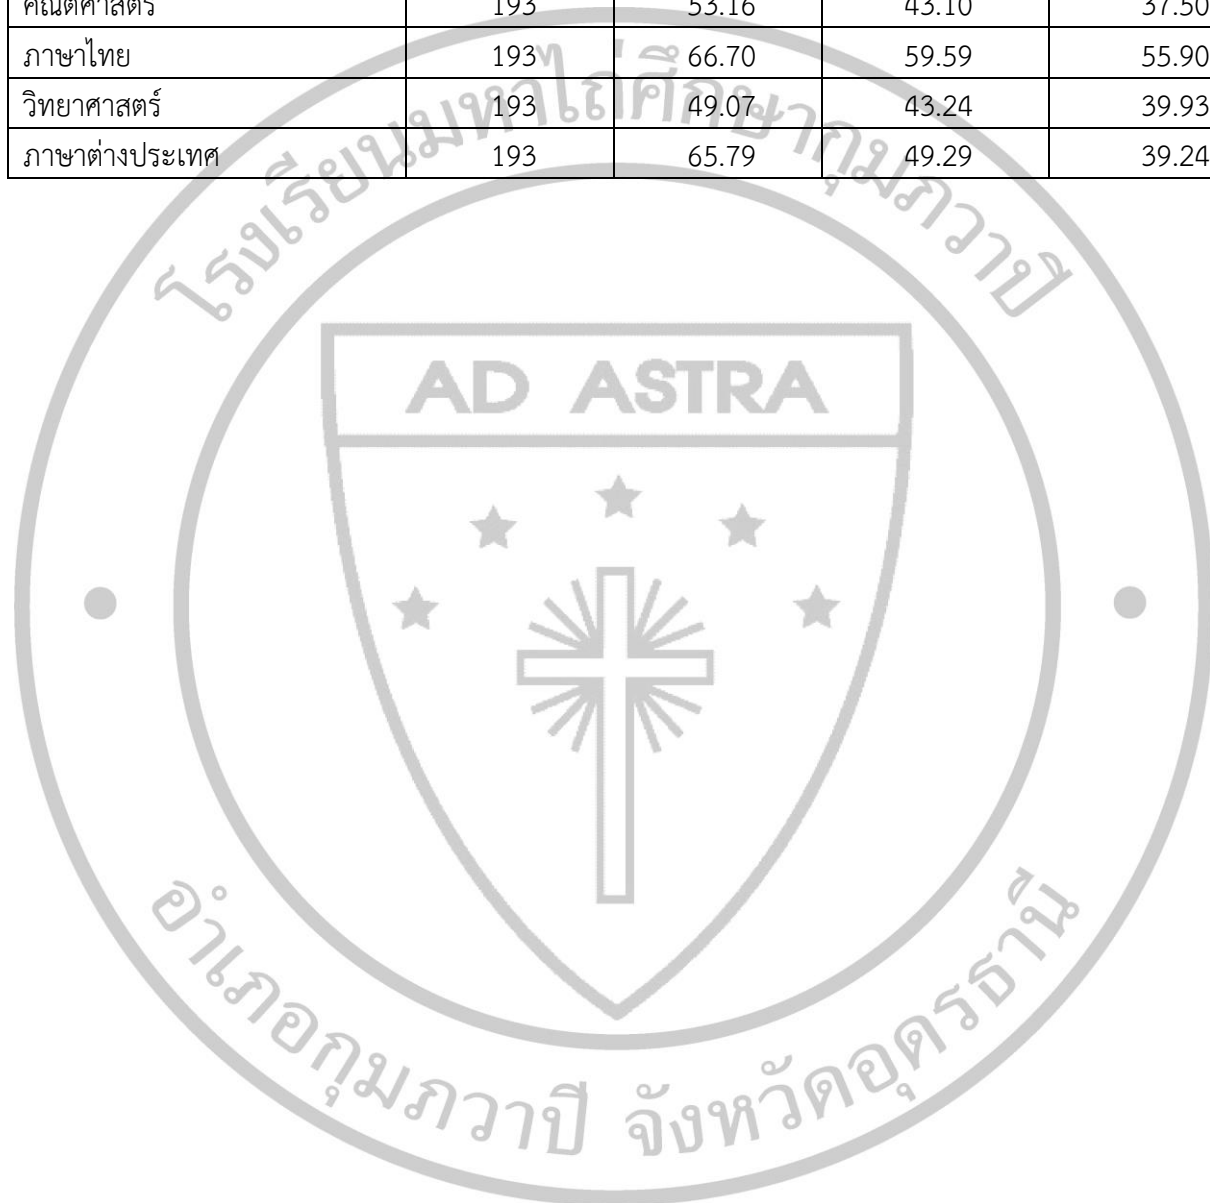 คณิตศาสตร์ 193 53.16 43.10 37.50
ภาษาไทย 193 66.70 59.59 55.90
วิทยาศาสตร์ 193 49.07 43.24 39.93
ภาษาต่างประเทศ 193 65.79 49.29 39.24
โรงเรียนมหาไถ่ศึกษากุมภวาปี
AD ASTRA
อำเภอกุมภวาปี จังหวัดอุดรธานี